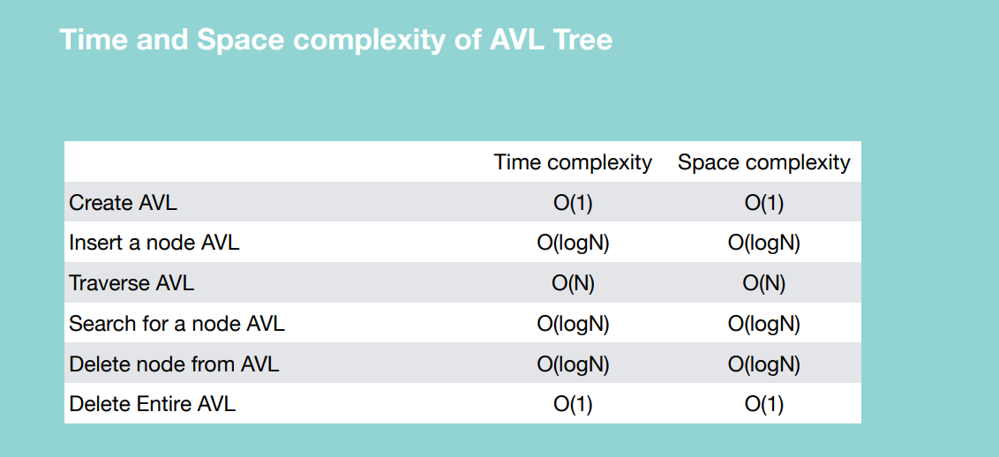 Time and Space complexity of AVL Tree
Time complexity Space complexity
Create AVL O(1) O(1)
Insert a node AVL O(logN) O(logN)
Traverse AVL O(N) O(N)
Search for a node AVL O(logN) O(logN)
Delete node from AVL O(logN) O(logN)
Delete Entire AVL O(1) O(1)